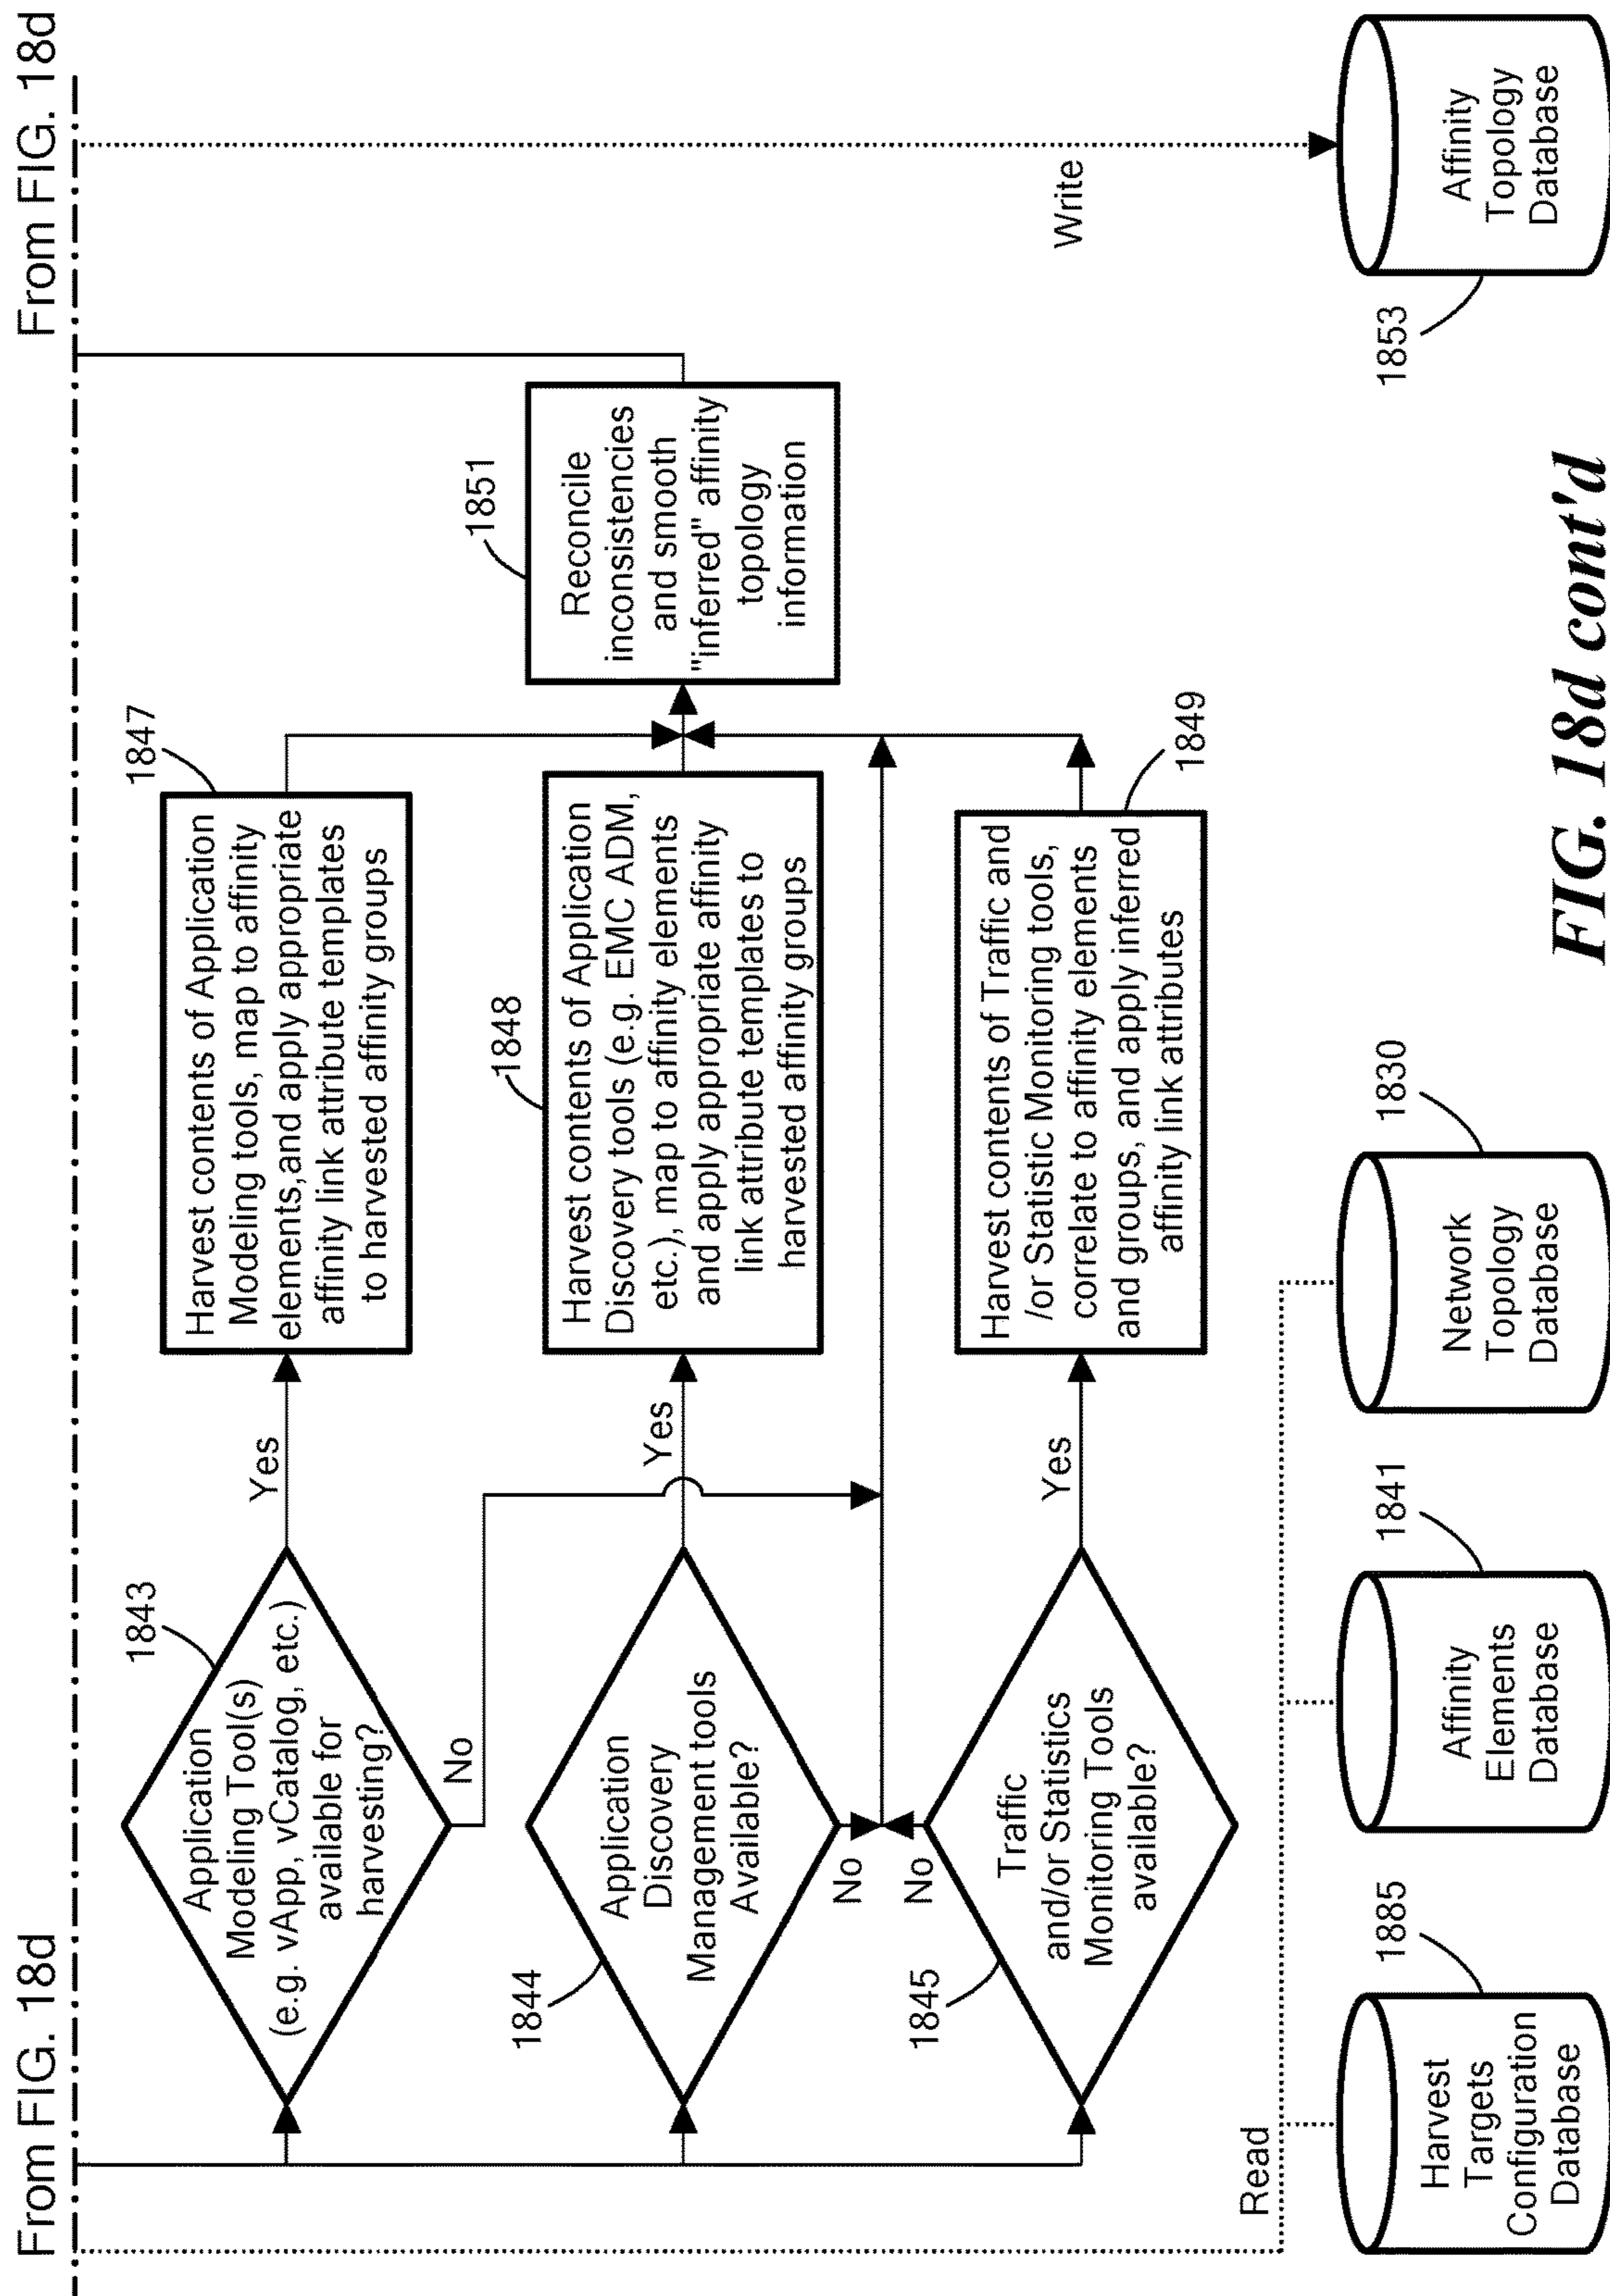 From FIG. 18d
From FIG. 18d
1843
Application
Modeling Tool(s)
(e.g. vApp, vCatalog, etc.)
available for
harvesting?
Yes
No
1847
Harvest contents of Application
Modeling tools, map to affinity
elements,and apply appropriate
affinity link attribute templates
to harvested affinity groups
1844
Application
Discovery
Management tools
Available?
Yes
No
1848
Harvest contents of Application
Discovery tools (e.g. EMC ADM,
etc.), map to affinity elements
and apply appropriate affinity
link attribute templates to
harvested affinity groups
1851
Reconcile
inconsistencies
and smooth
"inferred" affinity
topology
information
1845
Traffic
and/or Statistics
Monitoring Tools
available?
No
Yes
1849
Harvest contents of Traffic and
/or Statistic Monitoring tools,
correlate to affinity elements
and groups, and apply inferred
affinity link attributes
Read
Write
1885
Harvest
Targets
Configuration
Database
1841
Affinity
Elements
Database
1830
Network
Topology
Database
1853
Affinity
Topology
Database
FIG. 18d cont'd